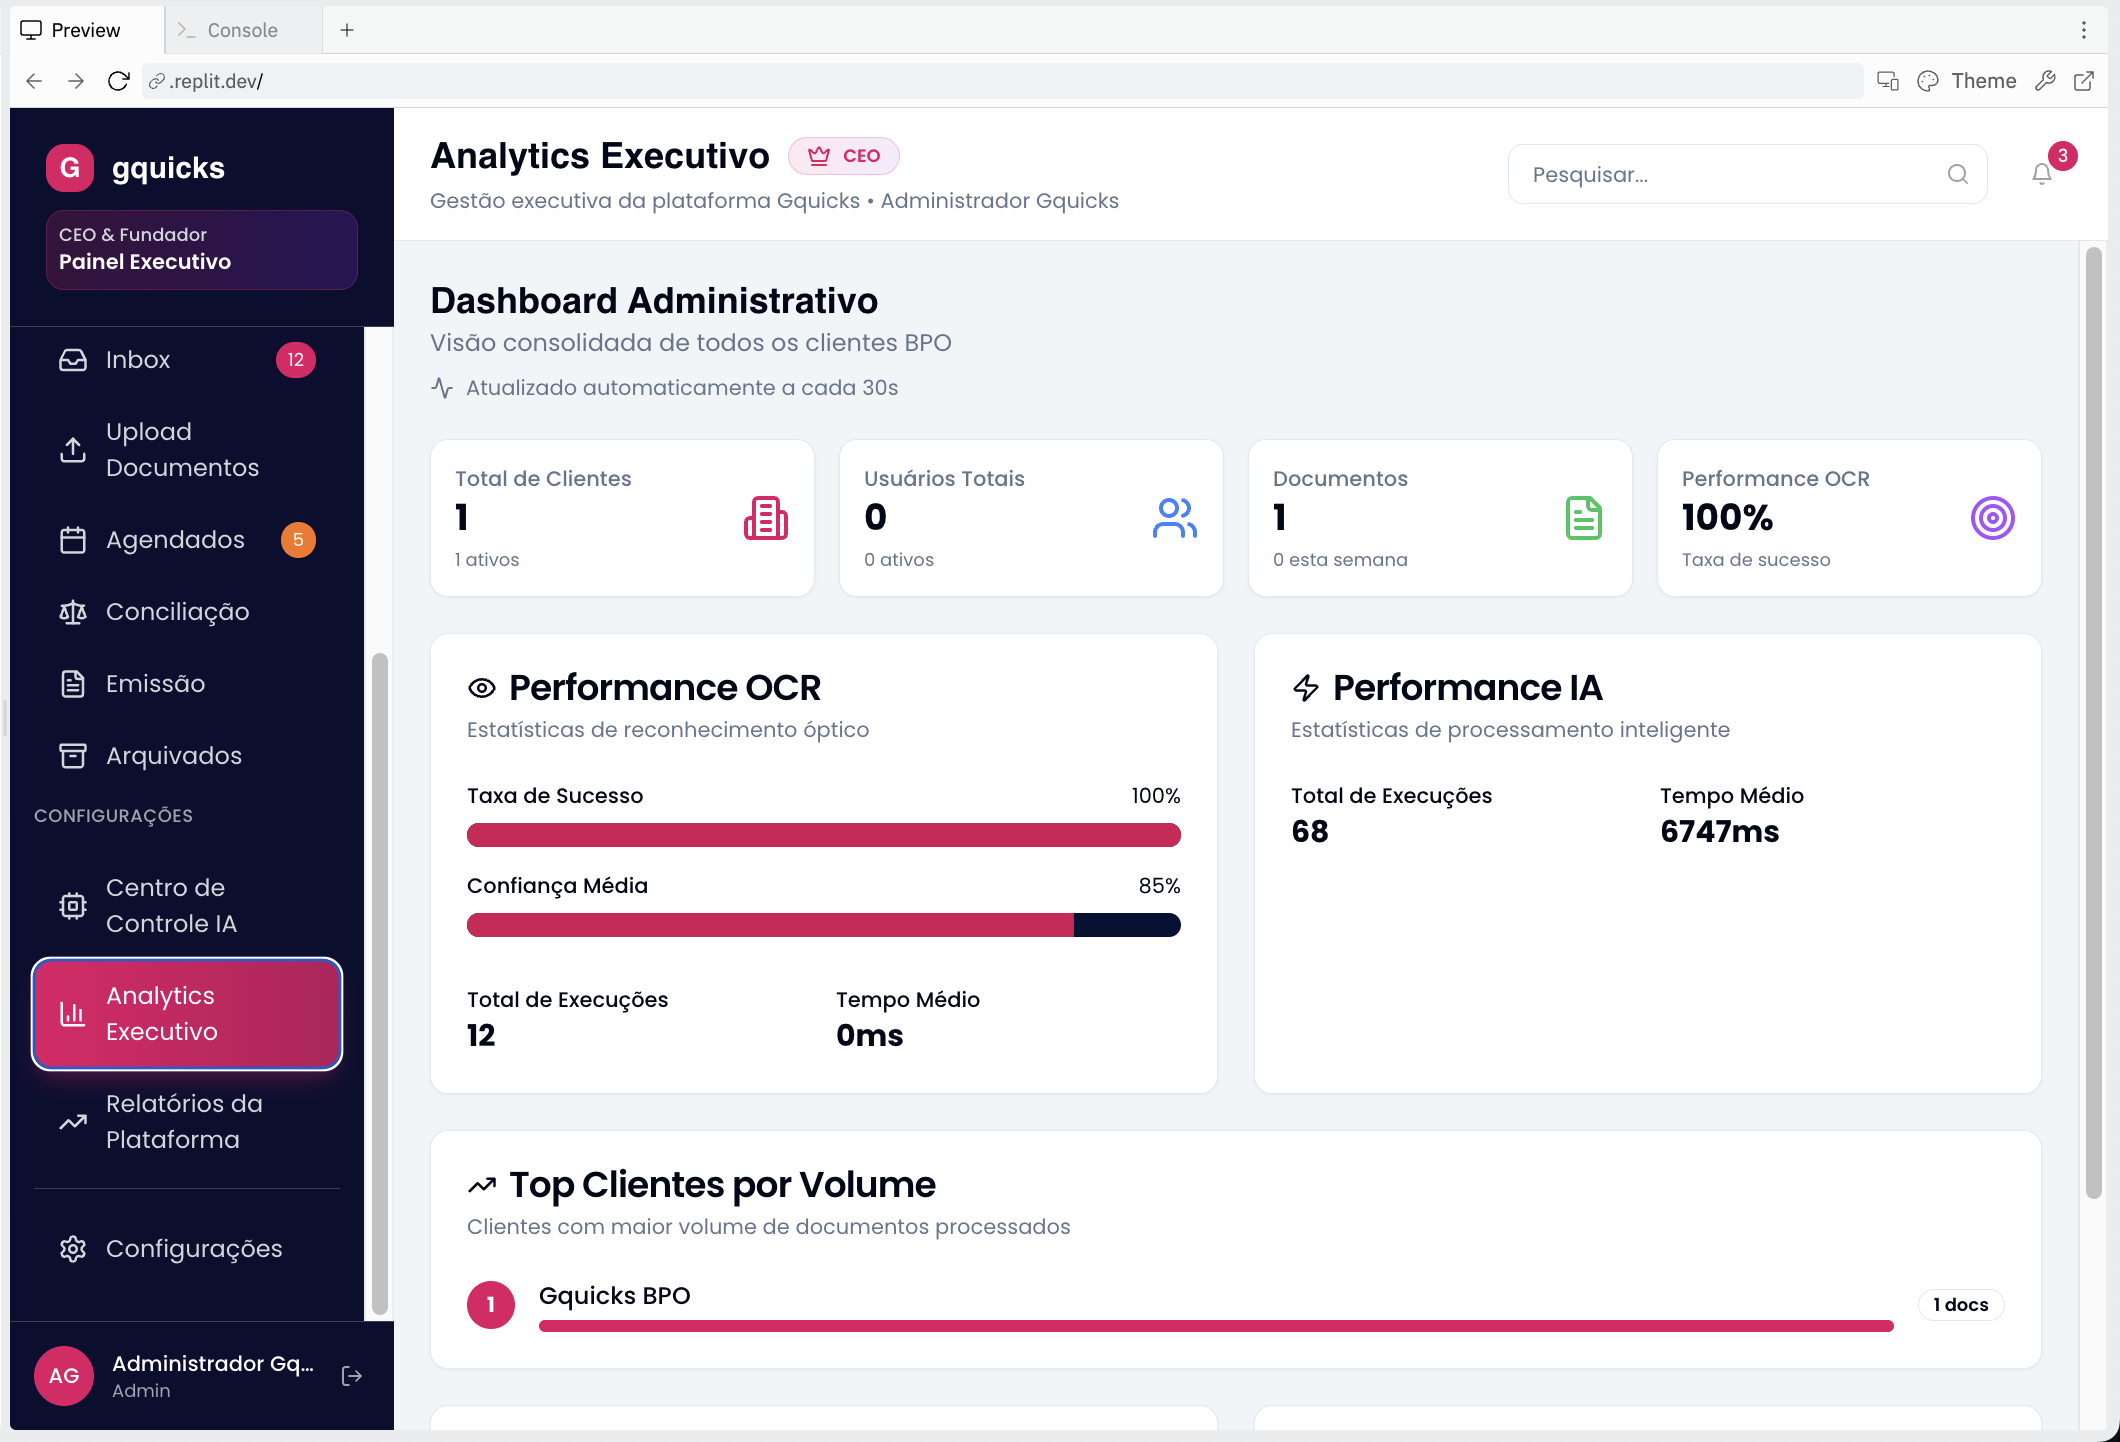 Preview
Console
.replit.dev/
Theme
G gquicks
CEO & Fundador
Painel Executivo
Inbox 12
Upload
Documentos
Agendados 5
Conciliação
Emissão
Arquivados
CONFIGURAÇÕES
Centro de
Controle IA
Analytics
Executivo
Relatórios da
Plataforma
Configurações
AG
Administrador Gq...
Admin
Analytics Executivo CEO
Gestão executiva da plataforma Gquicks • Administrador Gquicks
Pesquisar...
3
Dashboard Administrativo
Visão consolidada de todos os clientes BPO
Atualizado automaticamente a cada 30s
Total de Clientes
1
1 ativos
Usuários Totais
0
0 ativos
Documentos
1
0 esta semana
Performance OCR
100%
Taxa de sucesso
Performance OCR
Estatísticas de reconhecimento óptico
Taxa de Sucesso 100%
Confiança Média 85%
Total de Execuções
12
Tempo Médio
0ms
Performance IA
Estatísticas de processamento inteligente
Total de Execuções
68
Tempo Médio
6747ms
Top Clientes por Volume
Clientes com maior volume de documentos processados
1
Gquicks BPO
1 docs